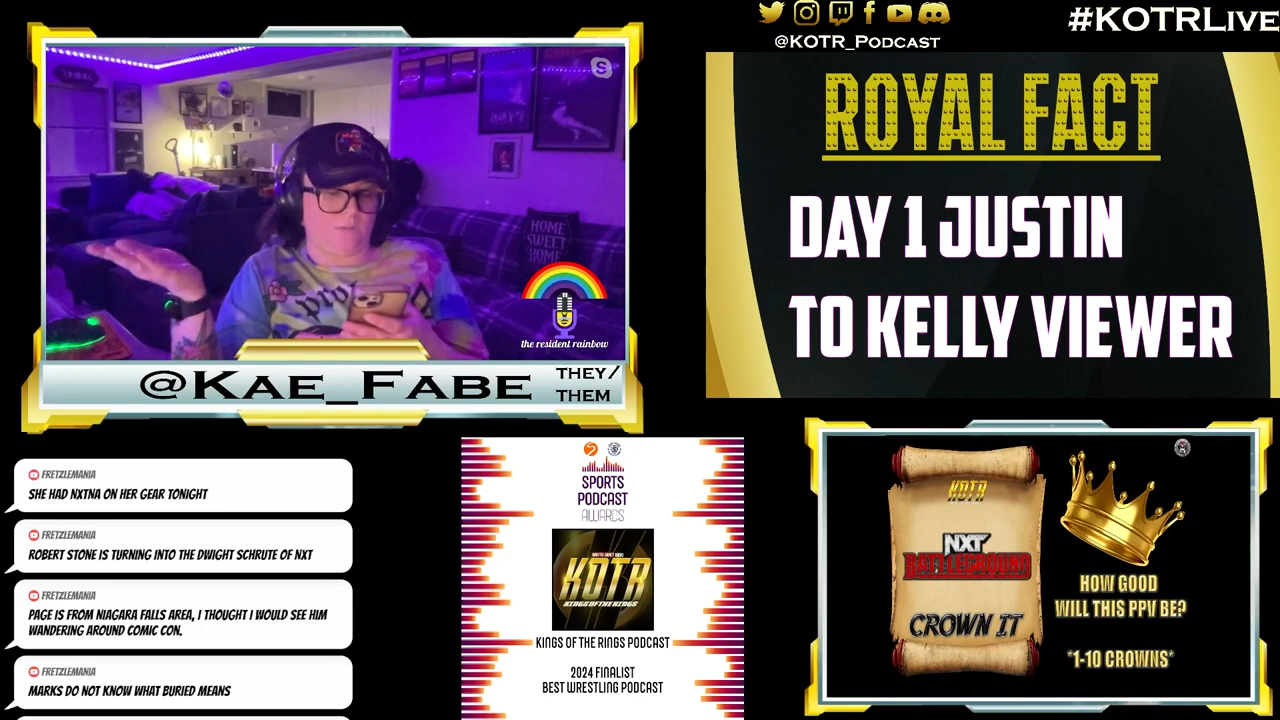 @KOTR_Podcast
#KOTRLive
HOME
SWEET
HOME
the resident rainbow
@Kae_Fabe
THEY/
THEM
ROYAL FACT
DAY 1 JUSTIN
TO KELLY VIEWER
FRETZLEMANIA
SHE HAD NXTNA ON HER GEAR TONIGHT
FRETZLEMANIA
ROBERT STONE IS TURNING INTO THE DWIGHT SCHRUTE OF NXT
FRETZLEMANIA
PAGE IS FROM NIAGARA FALLS AREA, I THOUGHT I WOULD SEE HIM
WANDERING AROUND COMIC CON.
FRETZLEMANIA
MARKS DO NOT KNOW WHAT BURIED MEANS
SPORTS
PODCAST
AWARDS
KOTR
KINGS OF THE RINGS
KINGS OF THE RINGS PODCAST
2024 FINALIST
BEST WRESTLING PODCAST
KOTR
NXT
BATTLEGROUND
CROWN IT
HOW GOOD
WILL THIS PPV BE?
*1-10 CROWNS*